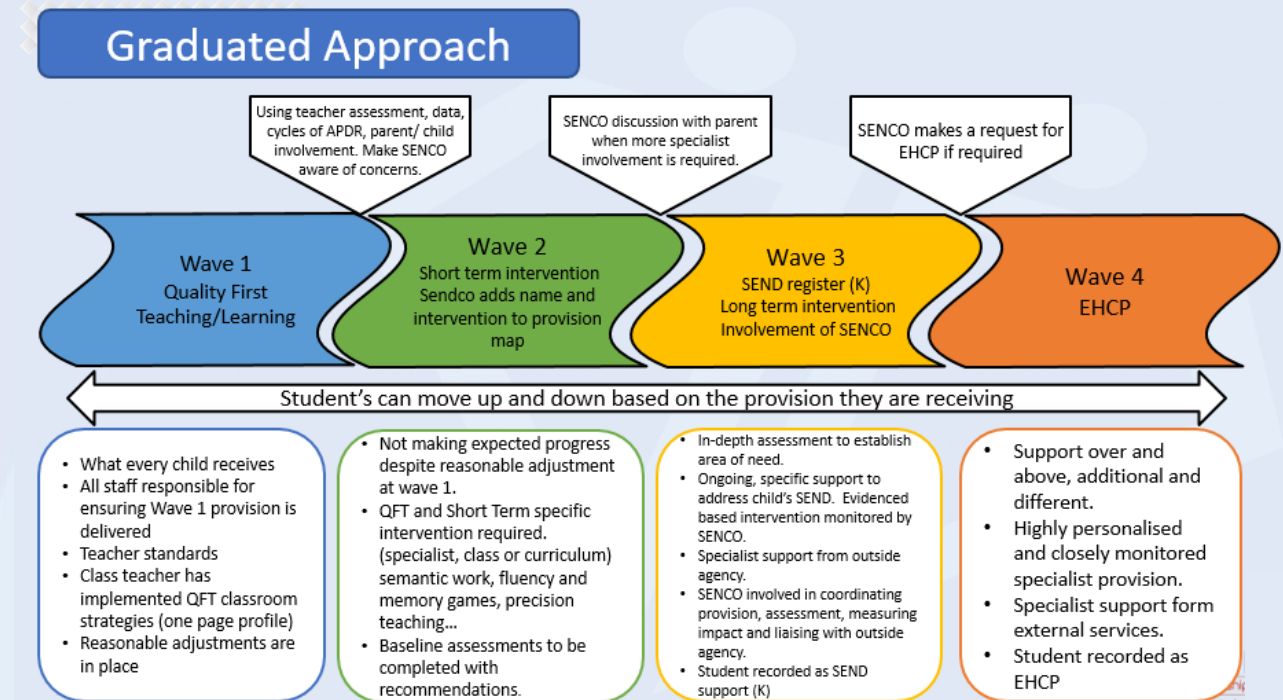 Graduated Approach
Using teacher assessment, data,
cycles of APDR, parent/ child
involvement. Make SENCO
aware of concerns.
SENCO discussion with parent
when more specialist
involvement is required.
SENCO makes a request for
EHCP if required
Wave 1
Quality First
Teaching/Learning
Wave 2
Short term intervention
Sendco adds name and
intervention to provision
map
Wave 3
SEND register (K)
Long term intervention
Involvement of SENCO
Wave 4
EHCP
Student's can move up and down based on the provision they are receiving
• What every child receives
• All staff responsible for
ensuring Wave 1 provision is
delivered
• Teacher standards
• Class teacher has
implemented QFT classroom
strategies (one page profile)
• Reasonable adjustments are
in place
• Not making expected progress
despite reasonable adjustment
at wave 1.
• QFT and Short Term specific
intervention required.
(specialist, class or curriculum)
semantic work, fluency and
memory games, precision
teaching...
• Baseline assessments to be
completed with
recommendations.
• In-depth assessment to establish
area of need.
• Ongoing, specific support to
address child's SEND. Evidenced
based intervention monitored by
SENCO.
• Specialist support from outside
agency.
• SENCO involved in coordinating
provision, assessment, measuring
impact and liaising with outside
agency.
• Student recorded as SEND
support (K)
• Support over and
above, additional and
different.
• Highly personalised
and closely monitored
specialist provision.
• Specialist support form
external services.
• Student recorded as
EHCP